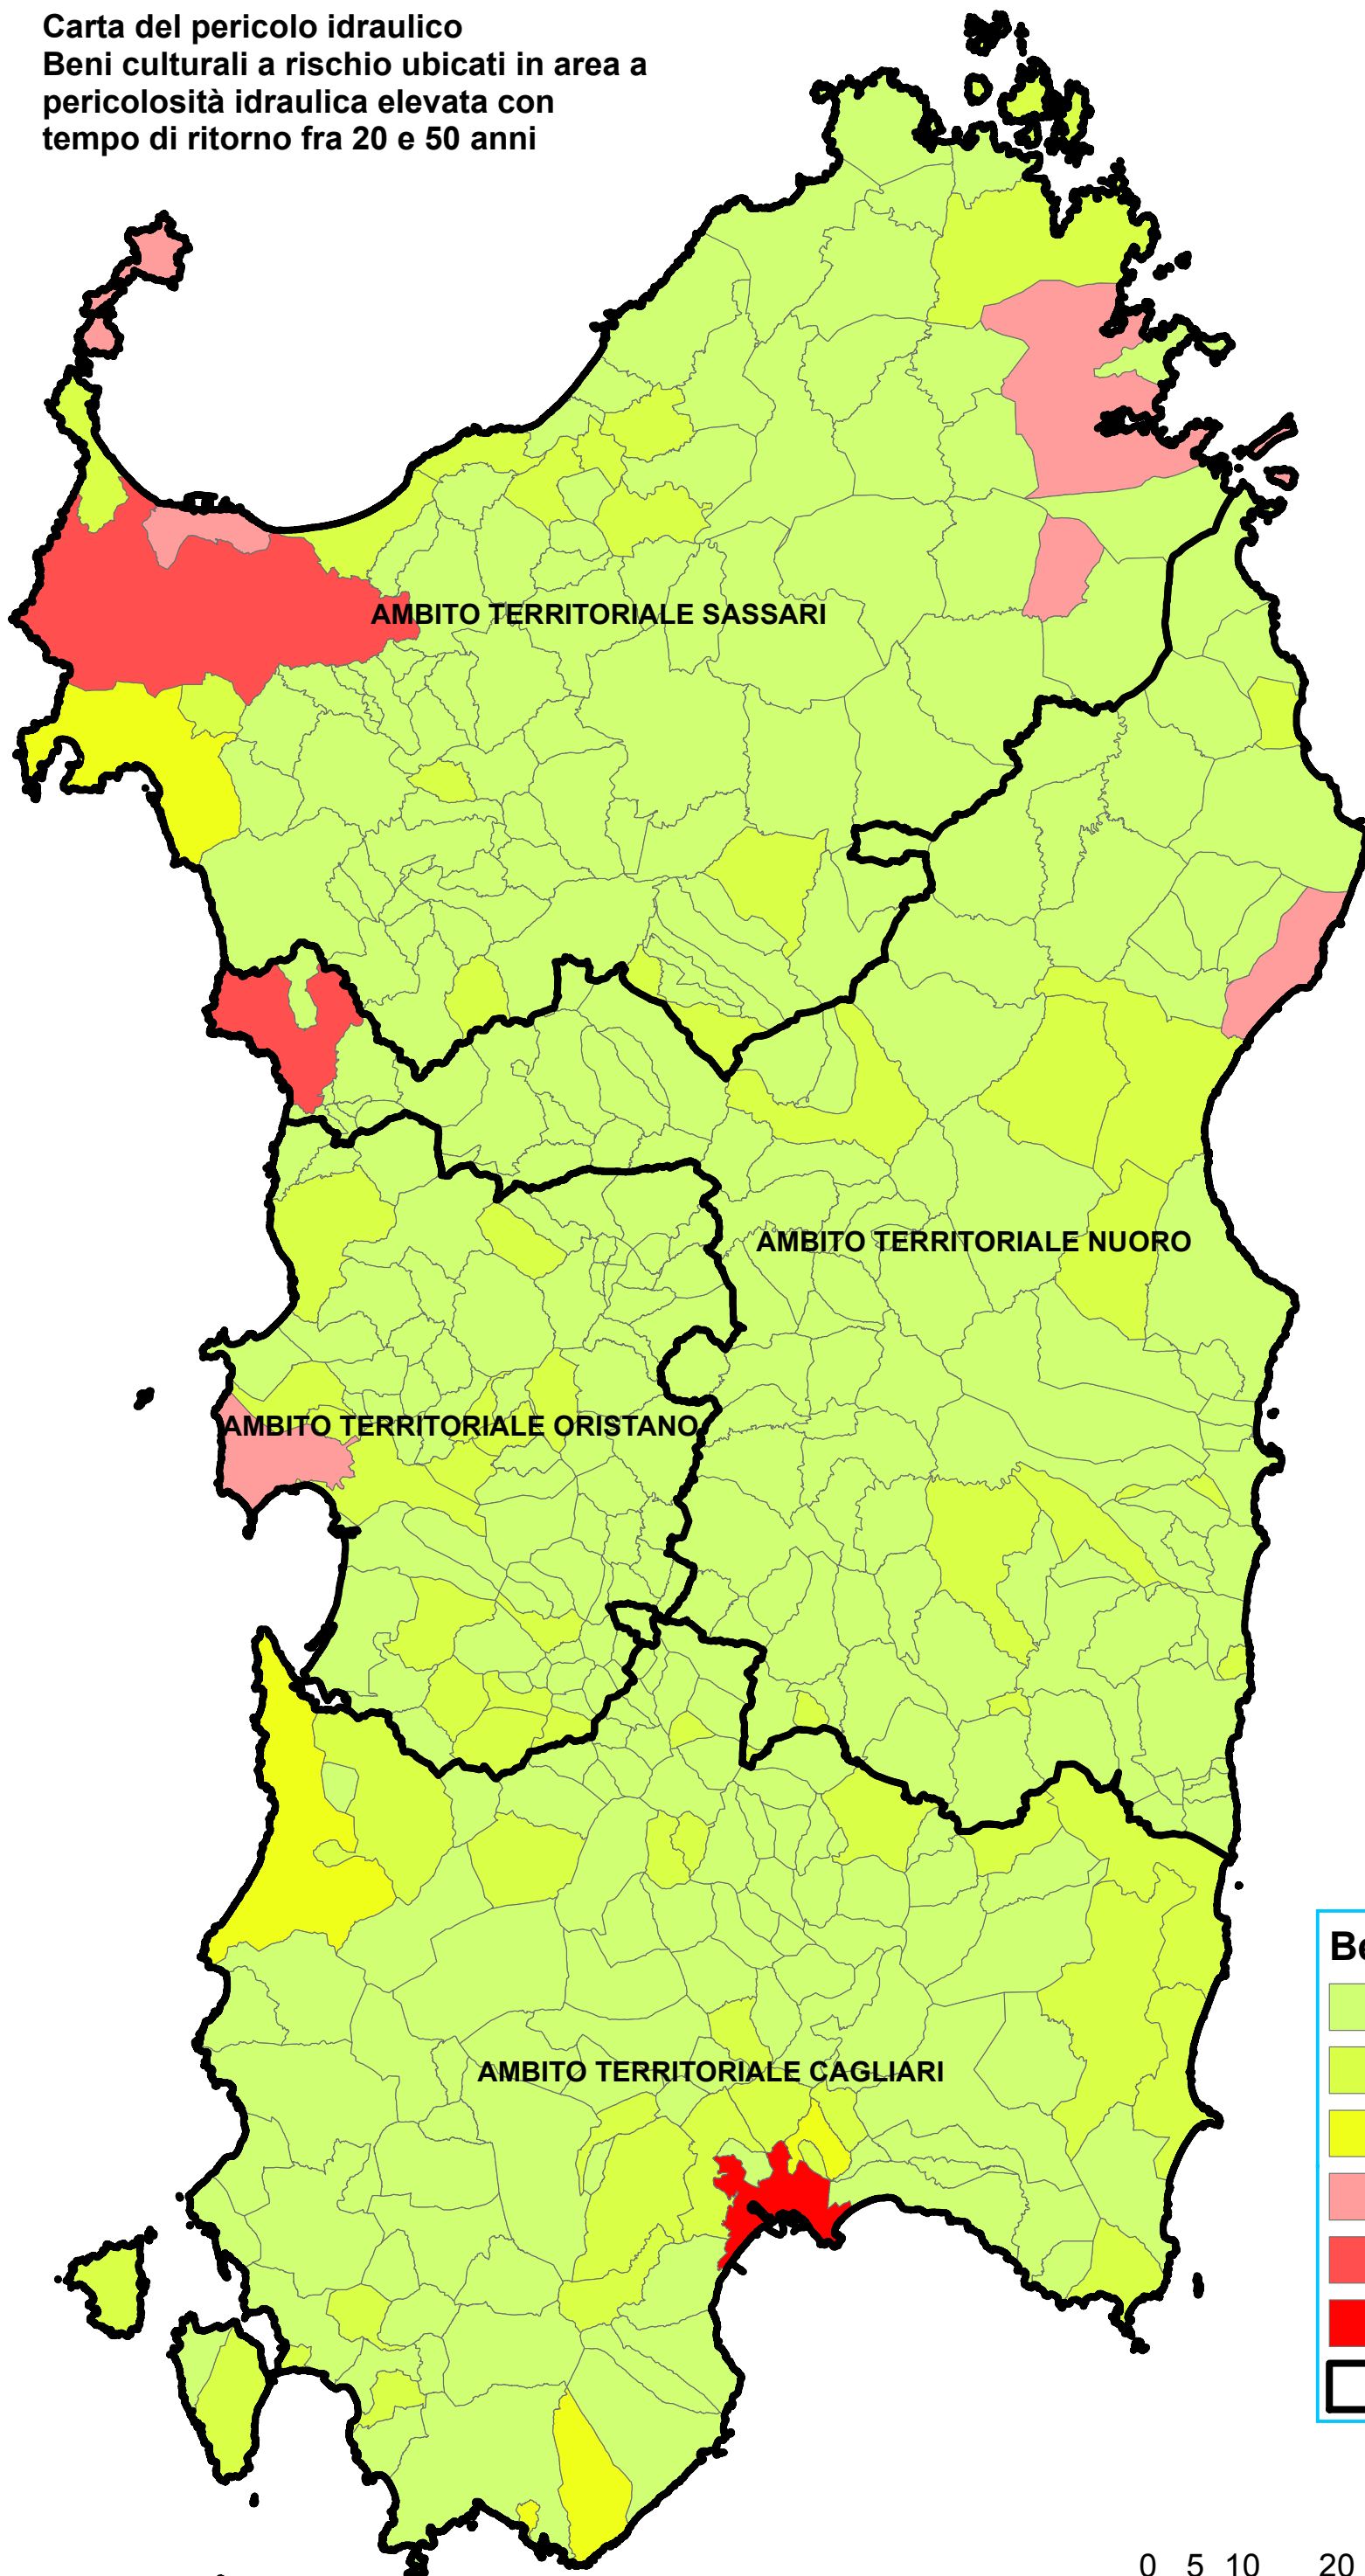 Carta del pericolo idraulico
Beni culturali a rischio ubicati in area a
pericolosità idraulica elevata con
tempo di ritorno fra 20 e 50 anni
AMBITO TERRITORIALE SASSARI
AMBITO TERRITORIALE NUORO
AMBITO TERRITORIALE ORISTANO
AMBITO TERRITORIALE CAGLIARI
0 5 10 20